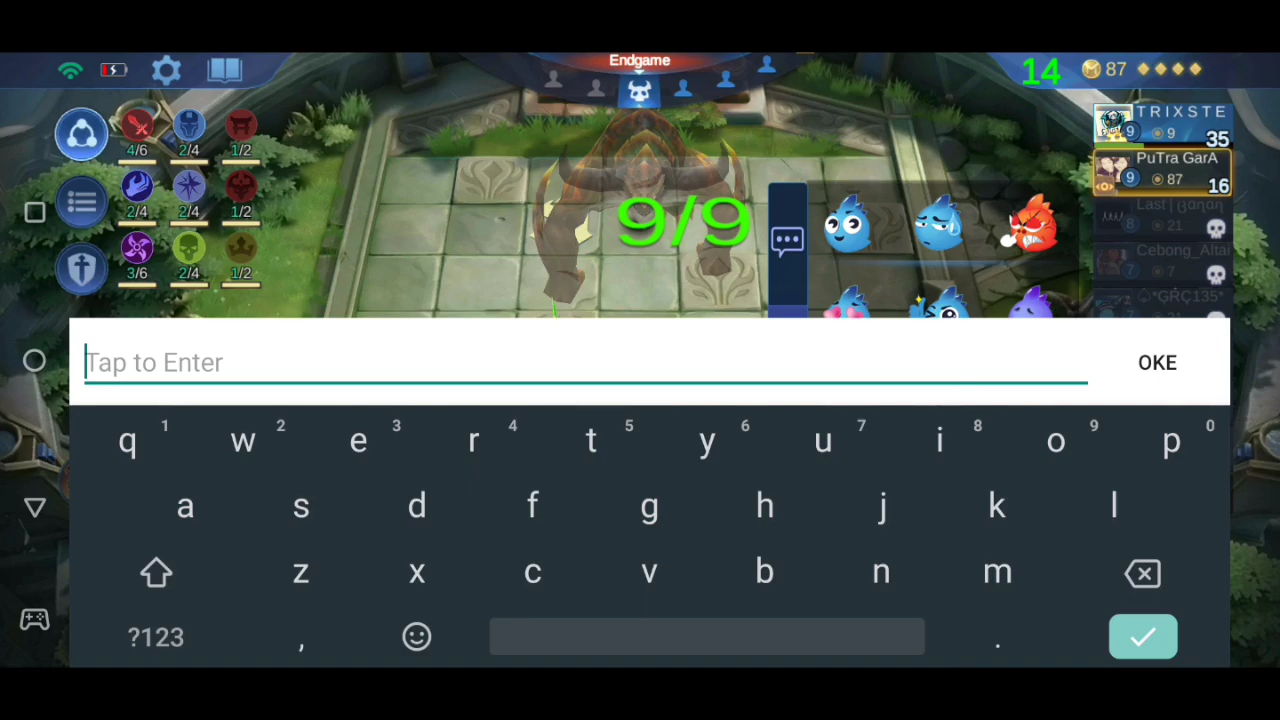 Endgame
14
87
4/6
2/4
1/2
2/4
2/4
1/2
3/6
2/4
1/2
9/9
TRIXSTE
9
9
35
PuTra GarA
9
87
16
Last |
8
21
Cebong_Altai
7
7
*GRC135*
Tap to Enter
OKE
q 1 w 2 e 3 r 4 t 5 y 6 u 7 i 8 o 9 p 0
a s d f g h j k l
z x c v b n m
?123 , .